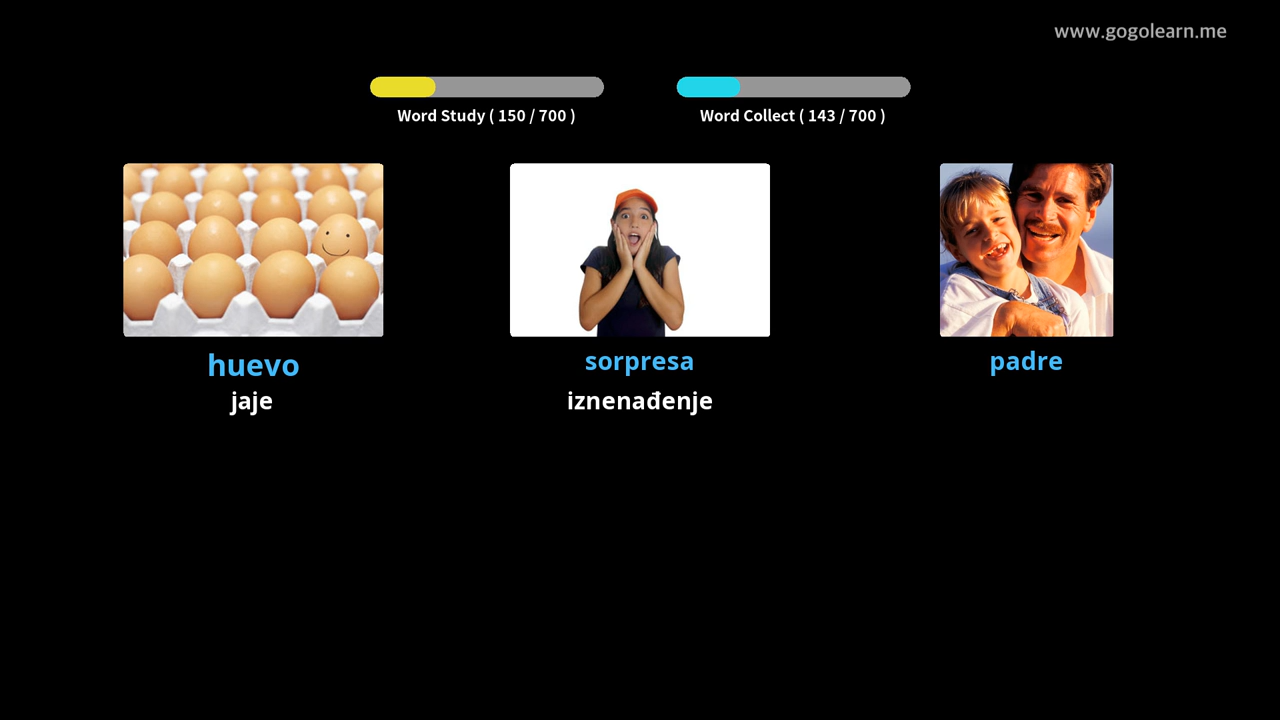 www.gogolearn.me
Word Study ( 150 / 700 )
Word Collect ( 143 / 700 )
huevo
jaje
sorpresa
iznenađenje
padre